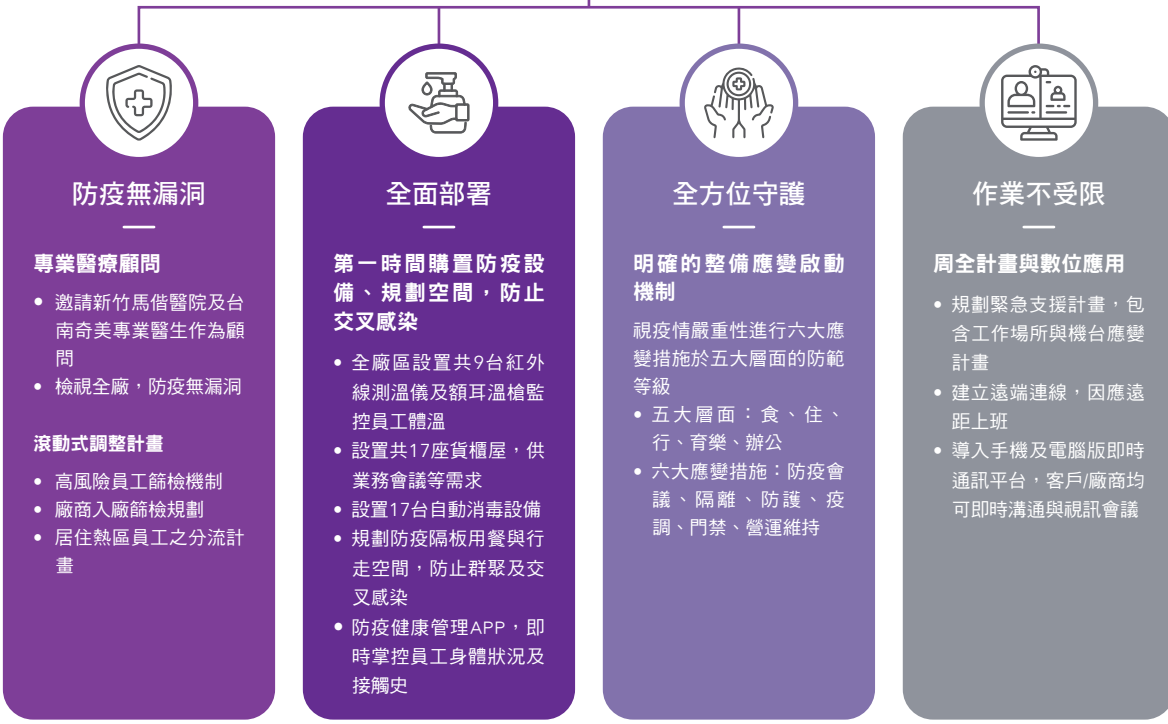 防疫無漏洞
專業醫療顧問
• 邀請新竹馬偕醫院及台
南奇美專業醫生作為顧
問
• 檢視全廠，防疫無漏洞
滾動式調整計畫
• 高風險員工篩檢機制
• 廠商入廠篩檢規劃
• 居住熱區員工之分流計
畫
全面部署
第一時間購置防疫設
備、規劃空間，防止
交叉感染
• 全廠區設置共9台紅外
線測溫儀及額耳溫槍監
控員工體溫
• 設置共17座貨櫃屋，供
業務會議等需求
• 設置17台自動消毒設備
• 規劃防疫隔板用餐與行
走空間，防止群聚及交
叉感染
• 防疫健康管理APP，即
時掌控員工身體狀況及
接觸史
全方位守護
明確的整備應變啟動
機制
視疫情嚴重性進行六大應
變措施於五大層面的防範
等級
• 五大層面：食、住、
行、育樂、辦公
• 六大應變措施：防疫會
議、隔離、防護、疫
調、門禁、營運維持
作業不受限
周全計畫與數位應用
• 規劃緊急支援計畫，包
含工作場所與機台應變
計畫
• 建立遠端連線，因應遠
距上班
• 導入手機及電腦版即時
通訊平台，客戶/廠商均
可即時溝通與視訊會議